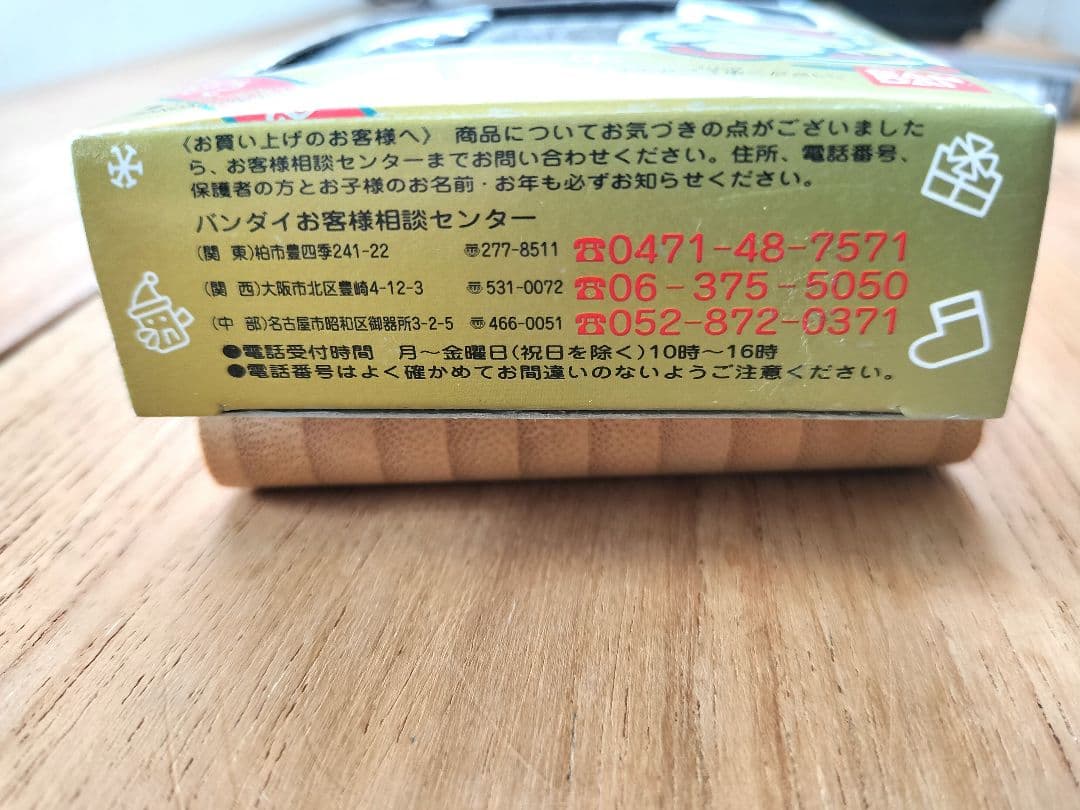 〈お買い上げのお客様へ〉 商品についてお気づきの点がございました
ら、お客様相談センターまでお問い合わせください。住所、電話番号、
保護者の方とお子様のお名前・お年も必ずお知らせください。
バンダイお客様相談センター
(関 東)柏市豊四季241-22 〠277-8511 ☎0471-48-7571
(関 西)大阪市北区豊崎4-12-3 〠531-0072 ☎06-375-5050
(中 部)名古屋市昭和区御器所3-2-5 〠466-0051 ☎052-872-0371
●電話受付時間 月~金曜日(祝日を除く)10時~16時
●電話番号はよく確かめてお間違いのないようご注意ください。